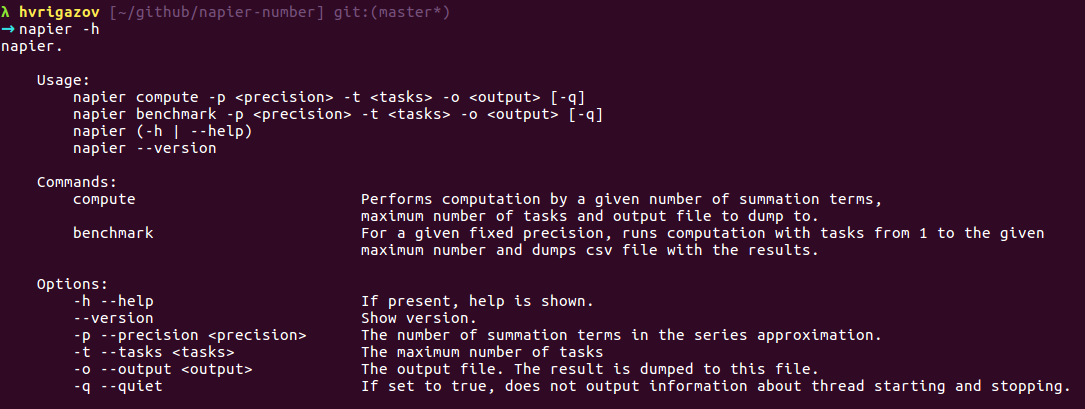 λ hvrigazov [~/github/napier-number] git:(master*)
→ napier -h
napier.
Usage:
napier compute -p <precision> -t <tasks> -o <output> [-q]
napier benchmark -p <precision> -t <tasks> -o <output> [-q]
napier (-h | --help)
napier --version
Commands:
compute Performs computation by a given number of summation terms,
maximum number of tasks and output file to dump to.
benchmark For a given fixed precision, runs computation with tasks from 1 to the given
maximum number and dumps csv file with the results.
Options:
-h --help If present, help is shown.
--version Show version.
-p --precision <precision> The number of summation terms in the series approximation.
-t --tasks <tasks> The maximum number of tasks
-o --output <output> The output file. The result is dumped to this file.
-q --quiet If set to true, does not output information about thread starting and stopping.